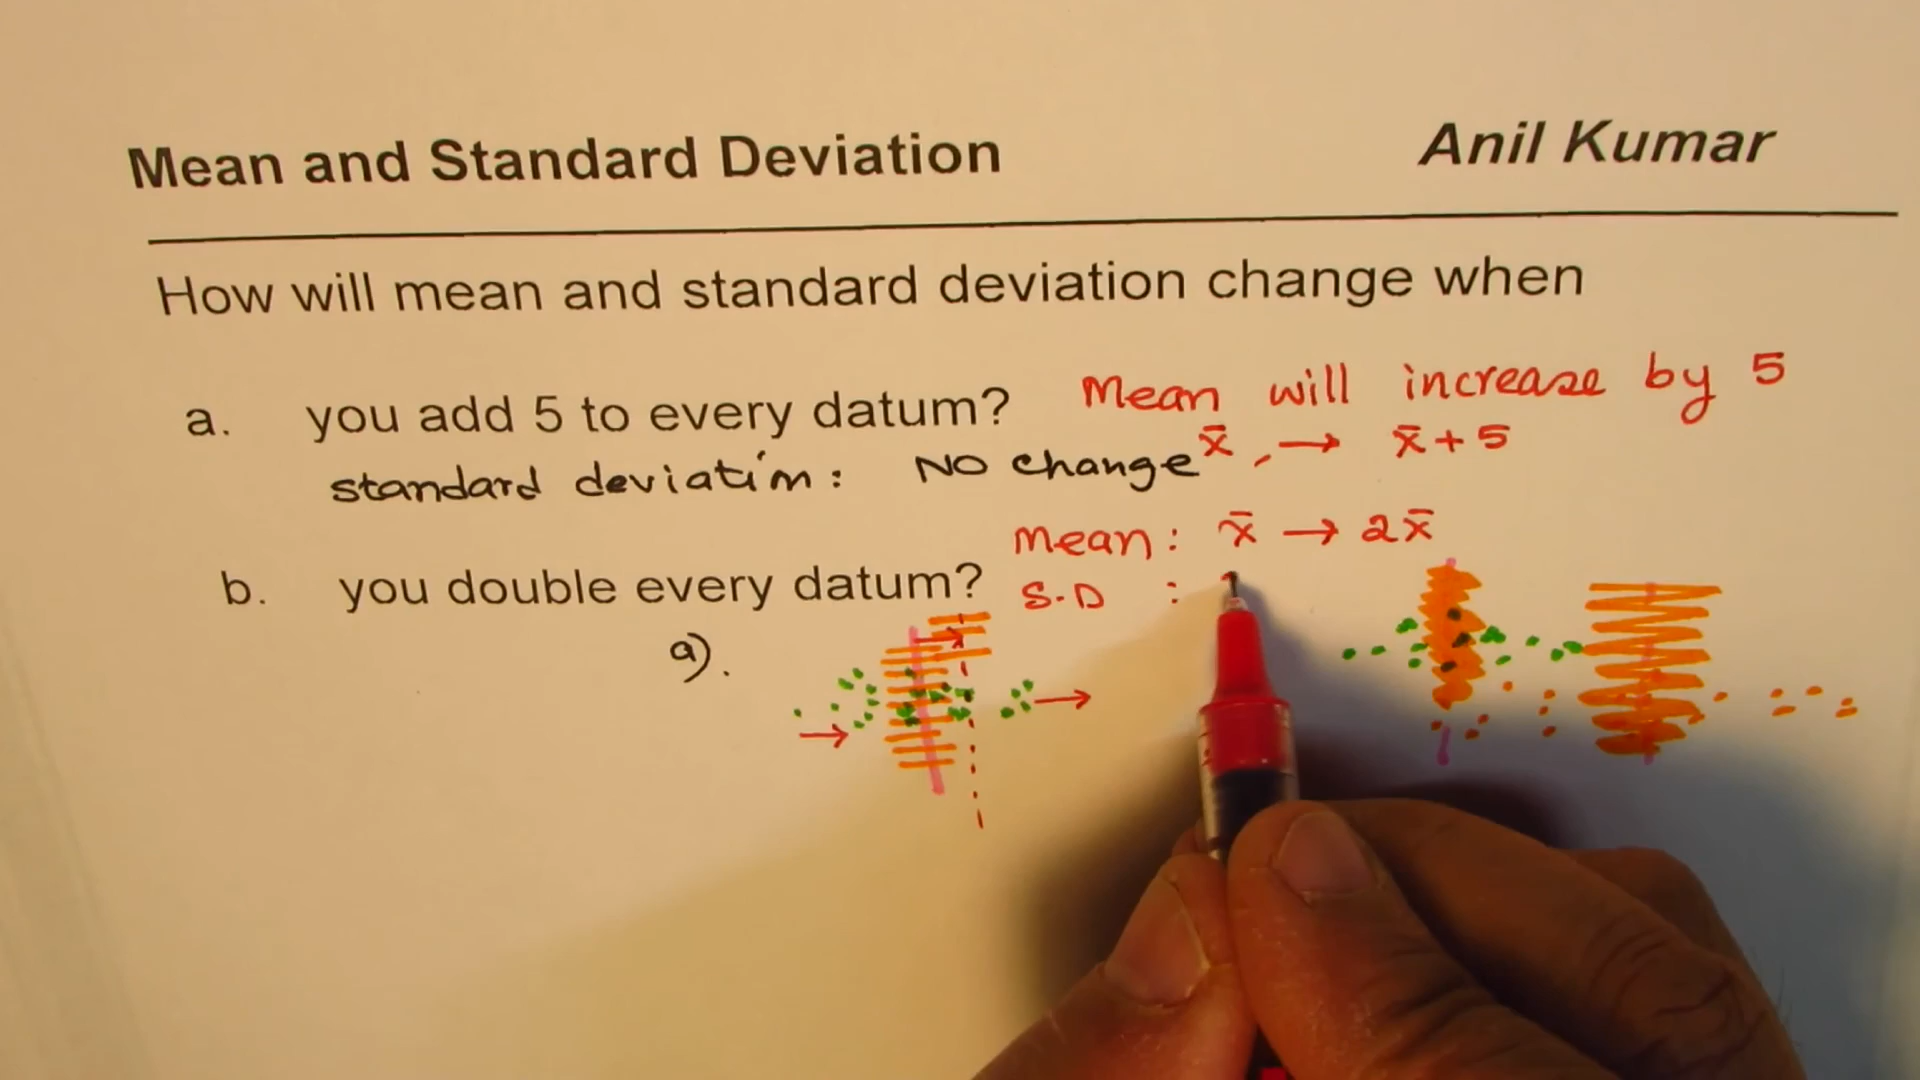 Mean and Standard Deviation Anil Kumar
How will mean and standard deviation change when
a. you add 5 to every datum? Mean will increase by 5
x̄ → x̄ + 5
standard deviatim: NO change
Mean: x̄ → 2x̄
b. you double every datum? S.D :
a).